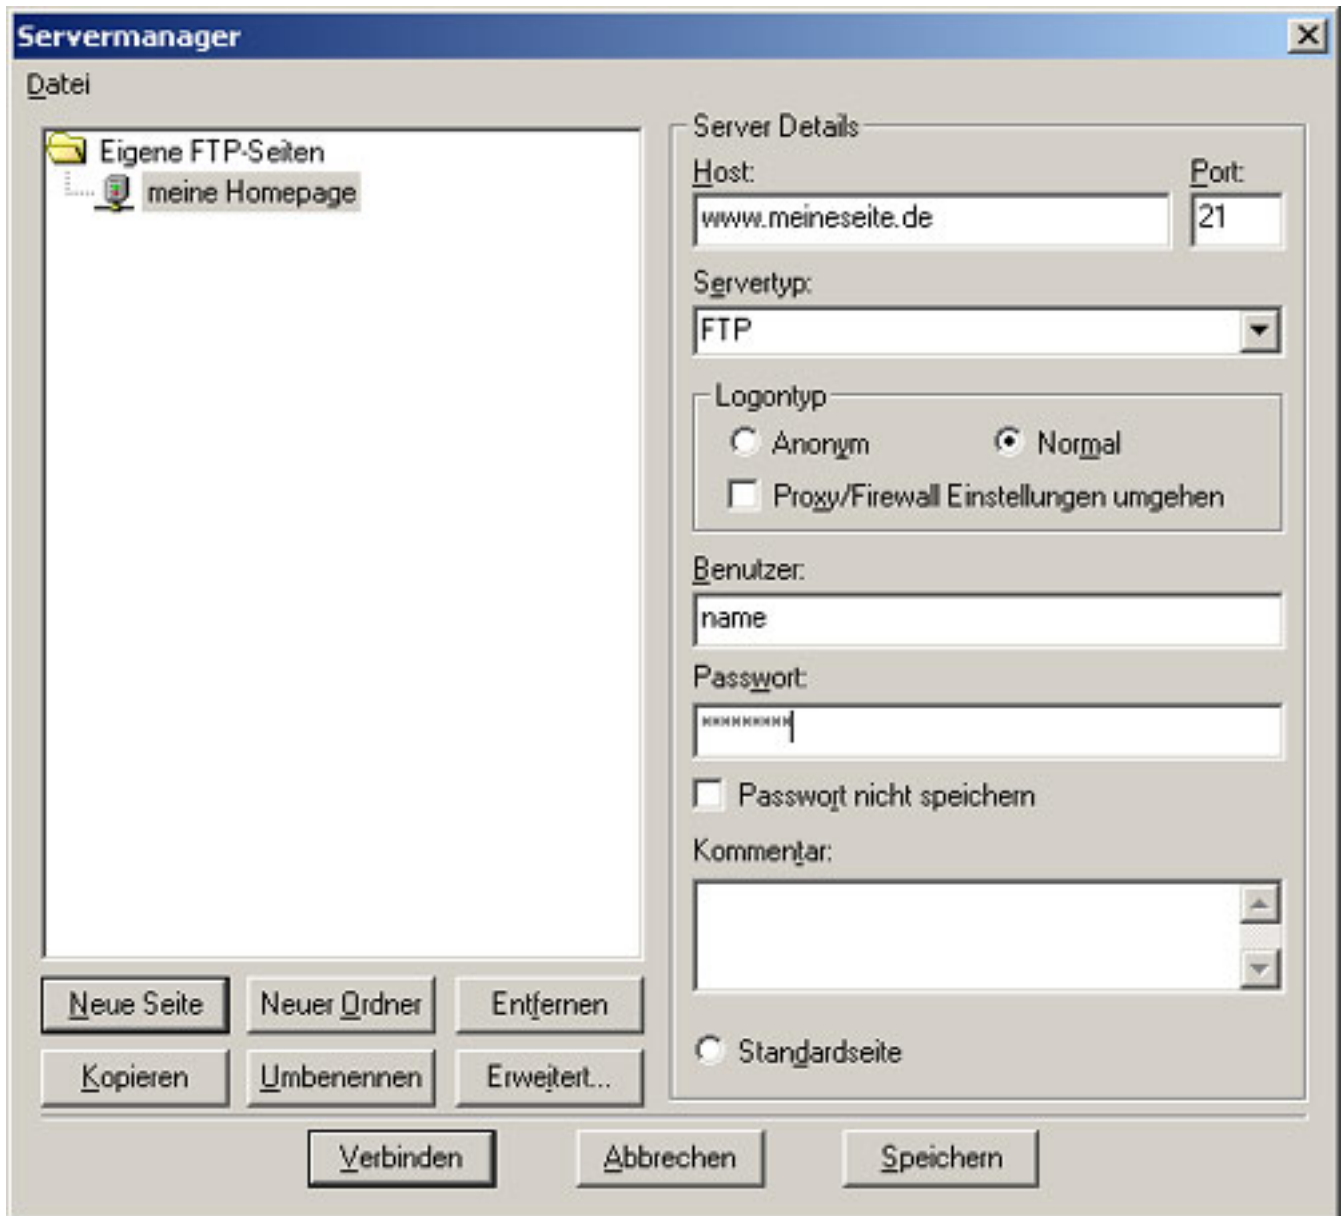 Servermanager
Datei
Eigene FTP-Seiten
meine Homepage
Neue Seite
Neuer Ordner
Entfernen
Kopieren
Umbenennen
Erweitert...
Server Details
Host:
Port:
www.meineseite.de
21
Servertyp:
FTP
Logontyp
Anonym
Normal
Proxy/Firewall Einstellungen umgehen
Benutzer:
name
Passwort:
*********
Passwort nicht speichern
Kommentar:
Standardseite
Verbinden
Abbrechen
Speichern